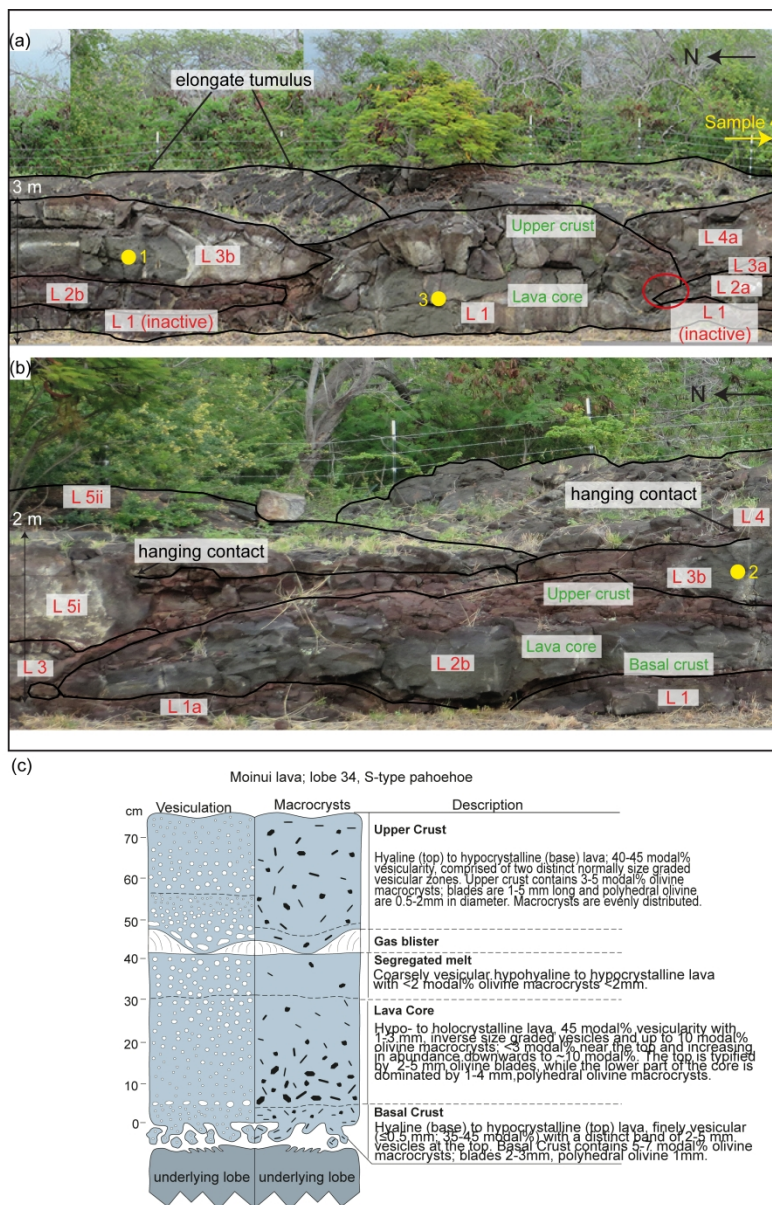 (a)
N
elongate tumulus
Sample
3 m
Upper crust
L 4a
1
L 3b
L 3a
L 2b
3
Lava core
L 2a
L 1 (inactive)
L 1
L 1
(inactive)
(b)
N
L 5ii
hanging contact
2 m
L 4
hanging contact
2
L 3b
Upper crust
L 5i
Lava core
L 2b
L 3
Basal crust
L 1a
L 1
(c)
Moinui lava; lobe 34, S-type pahoehoe
Vesiculation Macrocrysts Description
cm
Upper Crust
70
Hyaline (top) to hypocrystalline (base) lava; 40-45 modal%
vesicularity, comprised of two distinct normally size graded
60
vesicular zones. Upper crust contains 3-5 modal% olivine
macrocrysts; blades are 1-5 mm long and polyhedral olivine
are 0.5-2mm in diameter. Macrocrysts are evenly distributed.
50
Gas blister
40
Segregated melt
Coarsely vesicular hypohyaline to hypocrystalline lava
with <2 modal% olivine macrocrysts <2mm.
30
Lava Core
Hypo- to holocrystalline lava, 45 modal% vesicularity with
20
1-3 mm, inverse size graded vesicles and up to 10 modal%
olivine macrocrysts; <3 modal% near the top and increasing
in abundance downwards to ~10 modal%. The top is typified
10
by 2-5 mm olivine blades, while the lower part of the core is
dominated by 1-4 mm,polyhedral olivine macrocrysts.
0
Basal Crust
Hyaline (base) to hypocrystalline (top) lava, finely vesicular
(≤0.5 mm; 35-45 modal%) with a distinct band of 2-5 mm
vesicles at the top. Basal Crust contains 5-7 modal% olivine
macrocrysts; blades 2-3mm, polyhedral olivine 1mm.
underlying lobe underlying lobe